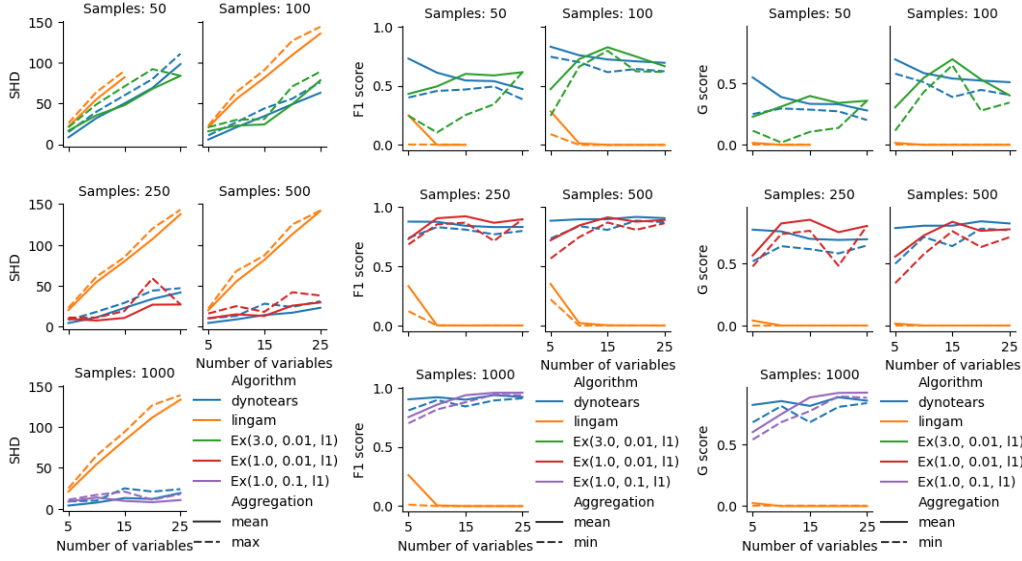 Samples: 50
Samples: 100
SHD
150
100
50
0
Samples: 250
Samples: 500
SHD
150
100
50
0
5
15
25
Number of variables
Samples: 1000
SHD
150
100
50
0
5
15
25
Number of variables
Algorithm
dynotears
lingam
Ex(3.0, 0.01, l1)
Ex(1.0, 0.01, l1)
Ex(1.0, 0.1, l1)
Aggregation
mean
max
Samples: 50
Samples: 100
F1 score
1.0
0.5
0.0
Samples: 250
Samples: 500
F1 score
1.0
0.5
0.0
5
15
25
Number of variables
Samples: 1000
F1 score
1.0
0.5
0.0
5
15
25
Number of variables
Algorithm
dynotears
lingam
Ex(3.0, 0.01, l1)
Ex(1.0, 0.01, l1)
Ex(1.0, 0.1, l1)
Aggregation
mean
min
Samples: 50
Samples: 100
G score
0.5
0.0
Samples: 250
Samples: 500
G score
0.5
0.0
5
15
25
Number of variables
Samples: 1000
G score
0.5
0.0
5
15
25
Number of variables
Algorithm
dynotears
lingam
Ex(3.0, 0.01, l1)
Ex(1.0, 0.01, l1)
Ex(1.0, 0.1, l1)
Aggregation
mean
min